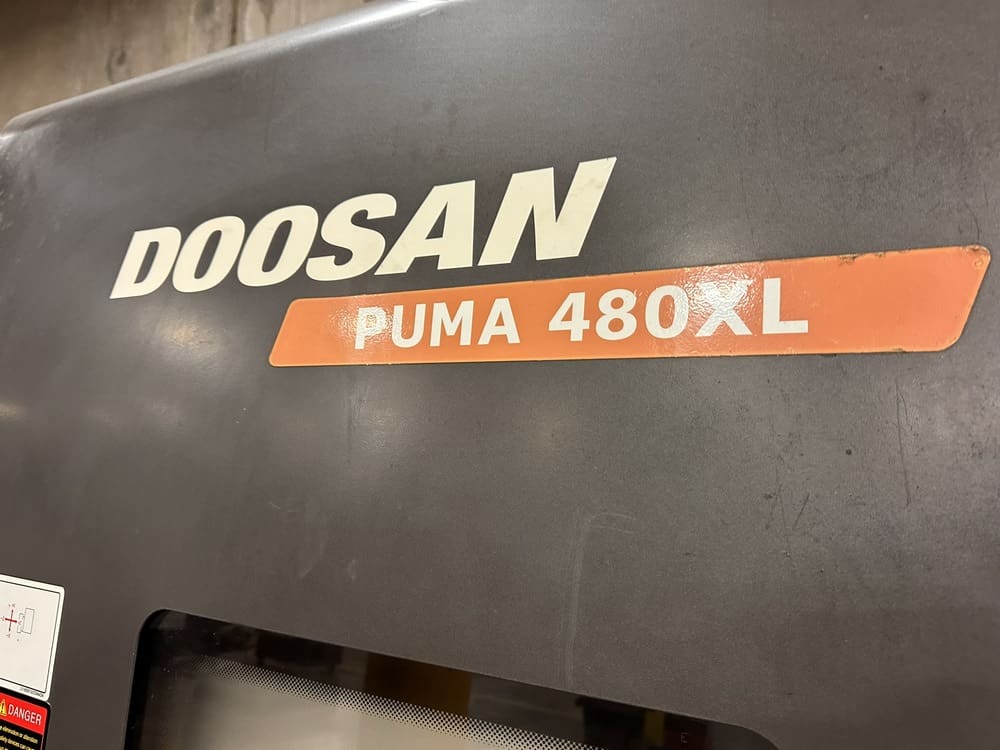 DOOSAN
PUMA 480XL
DANGER